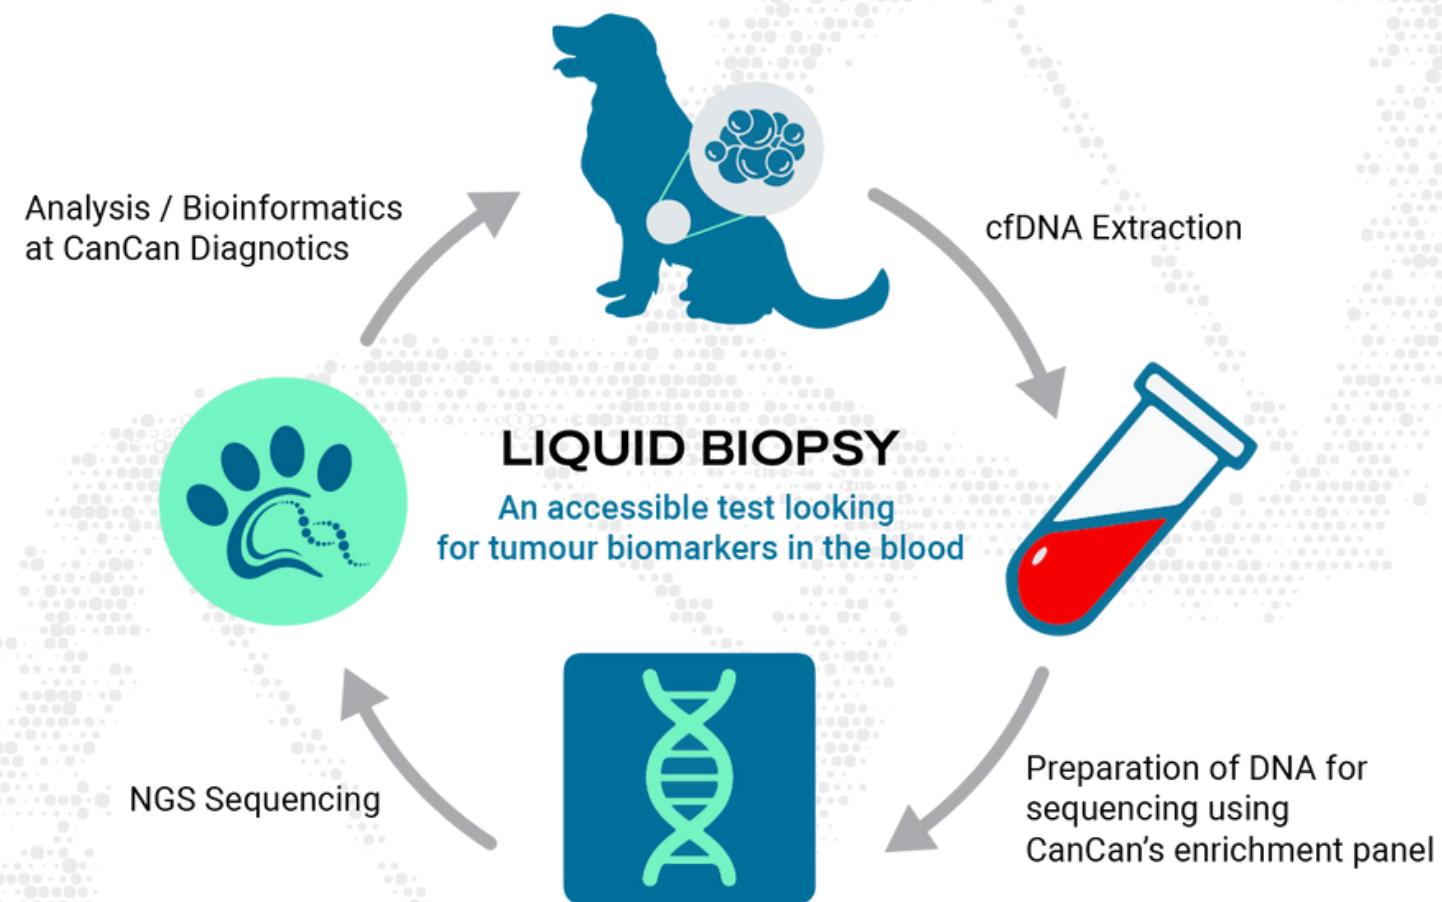 Analysis / Bioinformatics
at CanCan Diagnotics
cfDNA Extraction
LIQUID BIOPSY
An accessible test looking
for tumour biomarkers in the blood
NGS Sequencing
Preparation of DNA for
sequencing using
CanCan’s enrichment panel